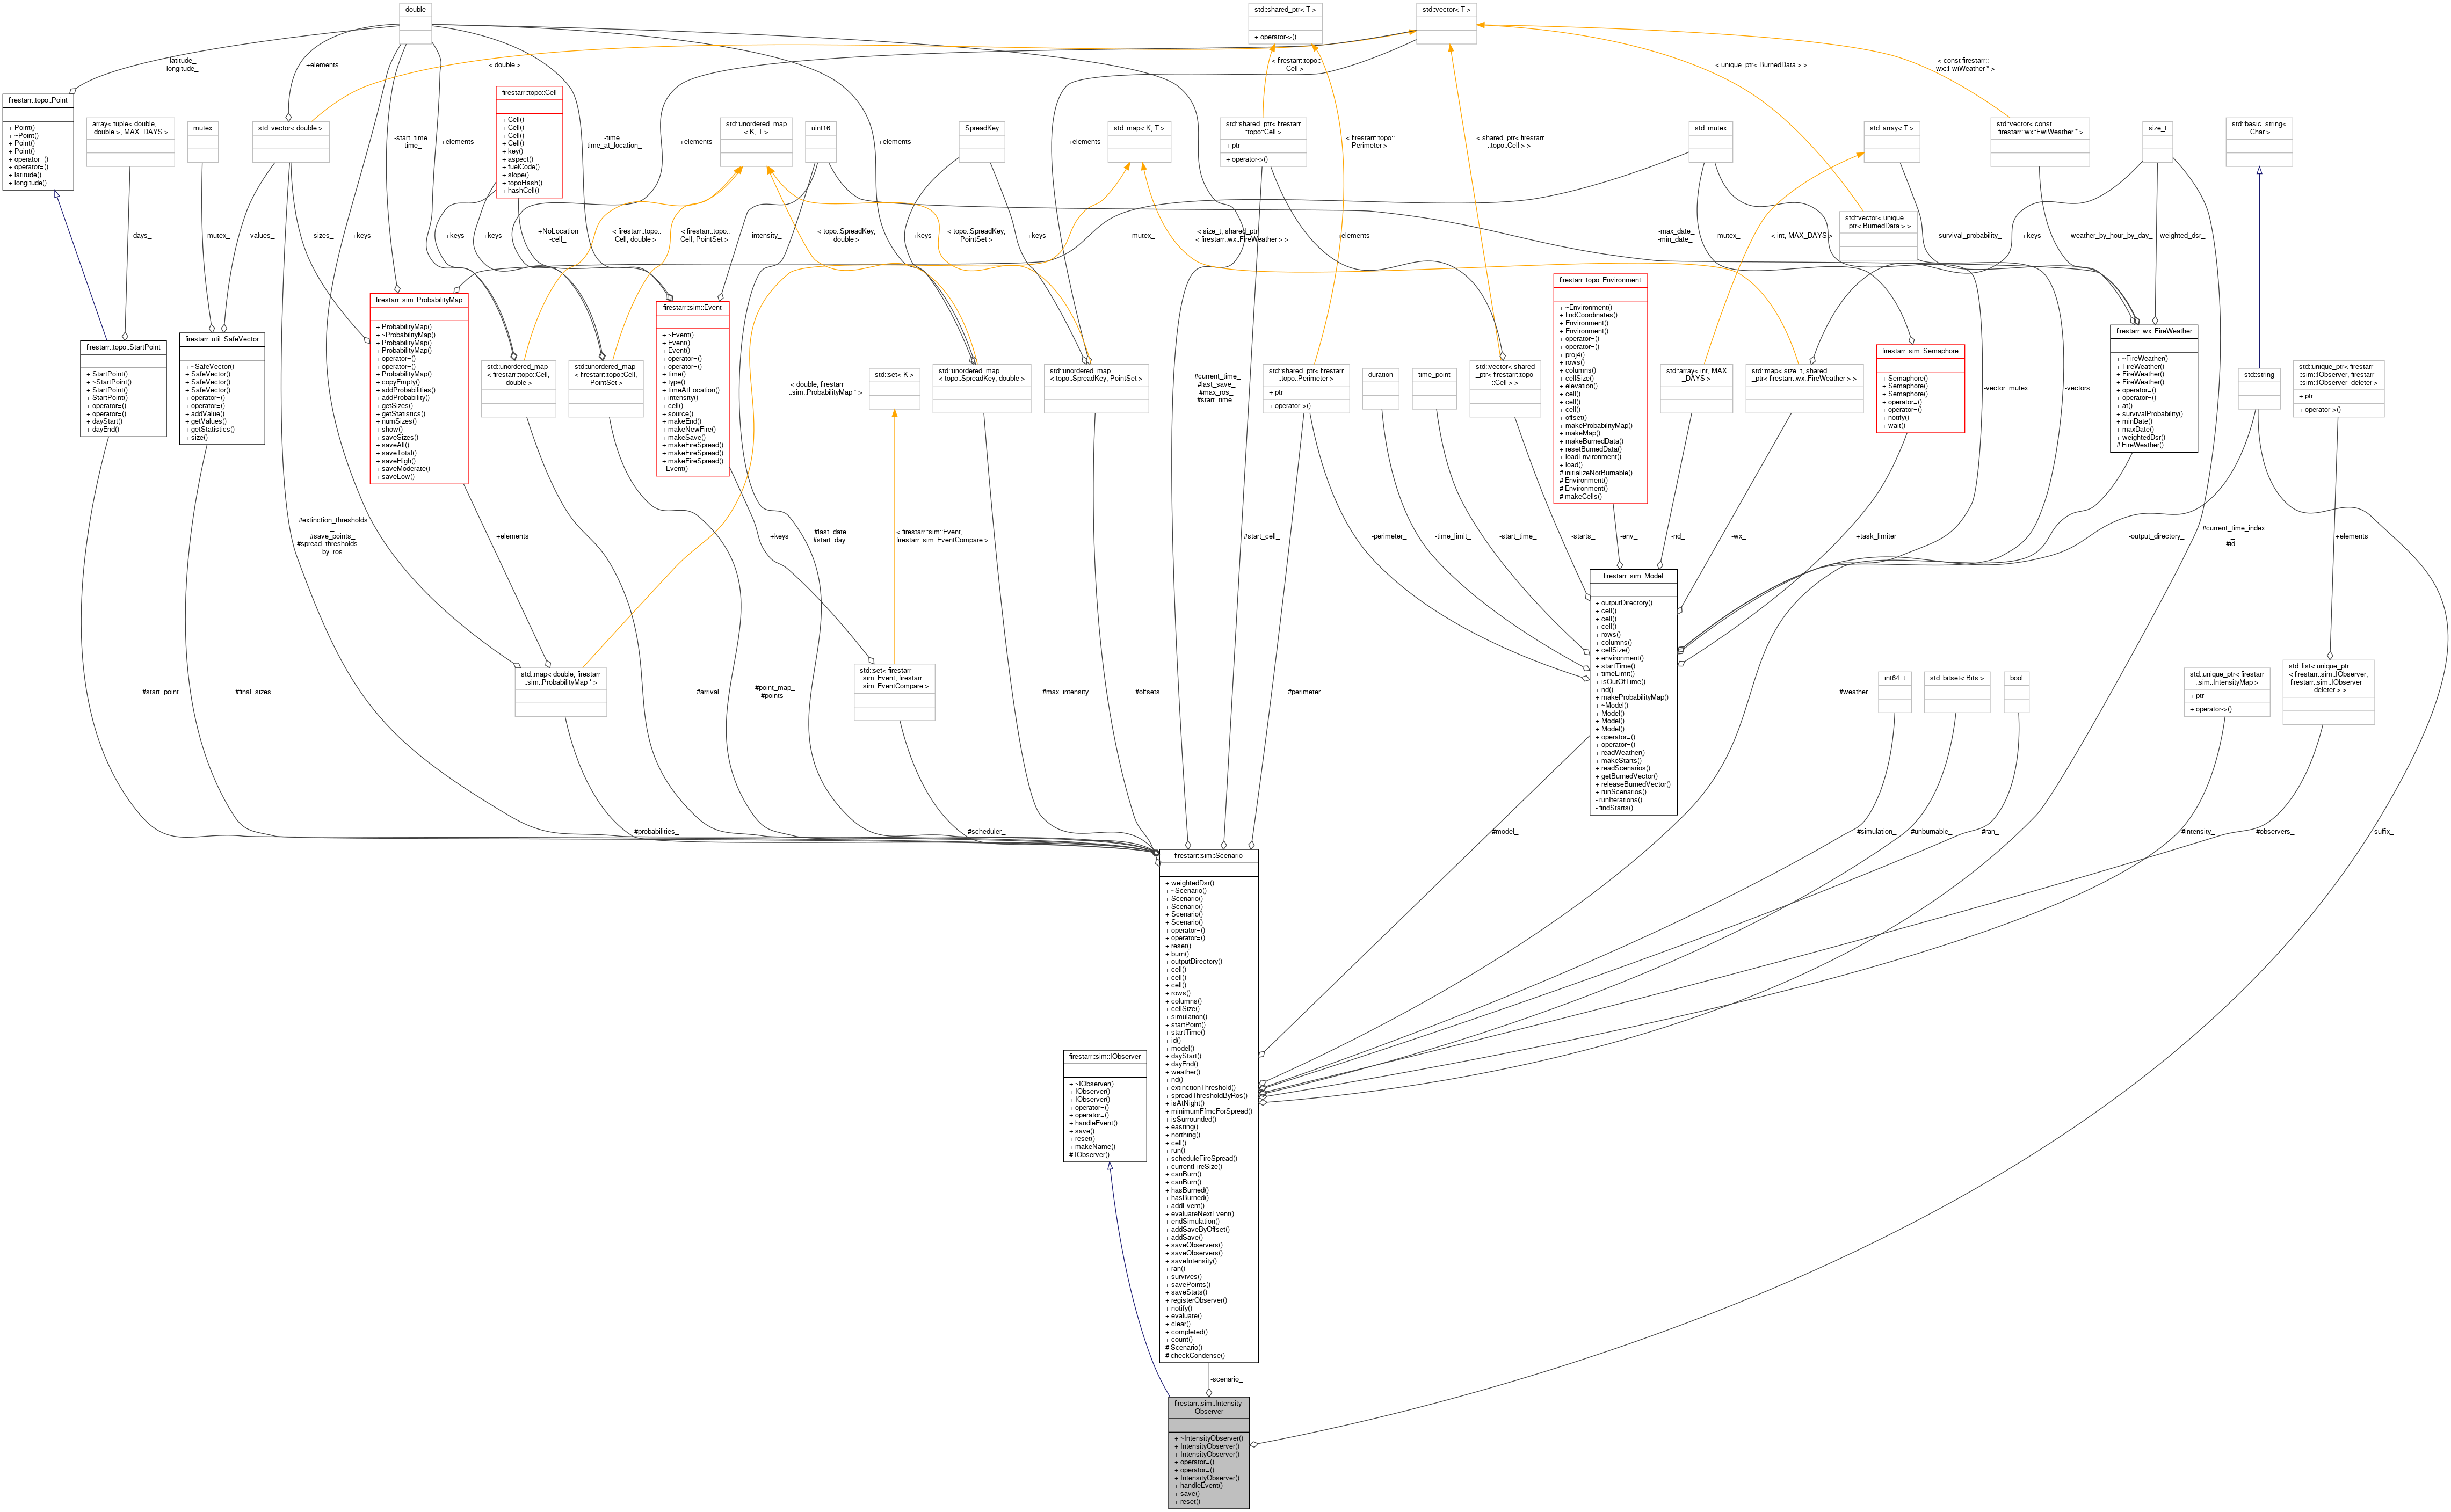 double
std::shared_ptr< T >
+ operator->()
std::vector< T >
-latitude_
-longitude_
+elements
< double >
< firestarr::topo::
Cell >
< unique_ptr< BurnedData > >
< const firestarr::
wx::FwiWeather * >
firestarr::topo::Point
+ Point()
+ ~Point()
+ Point()
+ Point()
+ operator=()
+ operator=()
+ latitude()
+ longitude()
array< tuple< double,
double >, MAX_DAYS >
mutex
std::vector< double >
-start_time_
-time_
+elements
firestarr::topo::Cell
+ Cell()
+ Cell()
+ Cell()
+ Cell()
+ key()
+ aspect()
+ fuelCode()
+ slope()
+ topoHash()
+ hashCell()
-time_
-time_at_location_
+elements
std::unordered_map
< K, T >
uint16
+elements
SpreadKey
+elements
std::map< K, T >
std::shared_ptr< firestarr
::topo::Cell >
+ ptr
+ operator->()
< firestarr::topo::
Perimeter >
< shared_ptr< firestarr
::topo::Cell > >
std::mutex
std::array< T >
std::vector< const
firestarr::wx::FwiWeather * >
size_t
std::basic_string<
Char >
-days_
-mutex_
-values_
-sizes_
+keys
+keys
+keys
+NoLocation
-cell_
< firestarr::topo::
Cell, double >
< firestarr::topo::
Cell, PointSet >
-intensity_
< topo::SpreadKey,
double >
+keys
< topo::SpreadKey,
PointSet >
+keys
-mutex_
< size_t, shared_ptr
< firestarr::wx::FireWeather > >
+elements
-max_date_
-min_date_
-mutex_
< int, MAX_DAYS >
std::vector< unique
_ptr< BurnedData > >
-survival_probability_
+keys
-weather_by_hour_by_day_
-weighted_dsr_
firestarr::topo::StartPoint
+ StartPoint()
+ ~StartPoint()
+ StartPoint()
+ StartPoint()
+ operator=()
+ operator=()
+ dayStart()
+ dayEnd()
firestarr::util::SafeVector
+ ~SafeVector()
+ SafeVector()
+ SafeVector()
+ SafeVector()
+ operator=()
+ operator=()
+ addValue()
+ getValues()
+ getStatistics()
+ size()
firestarr::sim::ProbabilityMap
+ ProbabilityMap()
+ ~ProbabilityMap()
+ ProbabilityMap()
+ ProbabilityMap()
+ operator=()
+ operator=()
+ ProbabilityMap()
+ copyEmpty()
+ addProbabilities()
+ addProbability()
+ getSizes()
+ getStatistics()
+ numSizes()
+ show()
+ saveSizes()
+ saveAll()
+ saveTotal()
+ saveHigh()
+ saveModerate()
+ saveLow()
std::unordered_map
< firestarr::topo::Cell,
double >
std::unordered_map
< firestarr::topo::Cell,
PointSet >
firestarr::sim::Event
+ ~Event()
+ Event()
+ Event()
+ operator=()
+ operator=()
+ time()
+ type()
+ timeAtLocation()
+ intensity()
+ cell()
+ source()
+ makeEnd()
+ makeNewFire()
+ makeSave()
+ makeFireSpread()
+ makeFireSpread()
+ makeFireSpread()
- Event()
< double, firestarr
::sim::ProbabilityMap * >
std::set< K >
std::unordered_map
< topo::SpreadKey, double >
std::unordered_map
< topo::SpreadKey, PointSet >
#current_time_
#last_save_
#max_ros_
#start_time_
std::shared_ptr< firestarr
::topo::Perimeter >
+ ptr
+ operator->()
duration
time_point
std::vector< shared
_ptr< firestarr::topo
::Cell > >
firestarr::topo::Environment
+ ~Environment()
+ findCoordinates()
+ Environment()
+ Environment()
+ operator=()
+ operator=()
+ proj4()
+ rows()
+ columns()
+ cellSize()
+ elevation()
+ cell()
+ cell()
+ cell()
+ offset()
+ makeProbabilityMap()
+ makeMap()
+ makeBurnedData()
+ resetBurnedData()
+ loadEnvironment()
+ load()
# initializeNotBurnable()
# Environment()
# Environment()
# makeCells()
std::array< int, MAX
_DAYS >
std::map< size_t, shared
_ptr< firestarr::wx::FireWeather > >
firestarr::sim::Semaphore
+ Semaphore()
+ Semaphore()
+ Semaphore()
+ operator=()
+ operator=()
+ notify()
+ wait()
-vector_mutex_
-vectors_
firestarr::wx::FireWeather
+ ~FireWeather()
+ FireWeather()
+ FireWeather()
+ FireWeather()
+ operator=()
+ operator=()
+ at()
+ survivalProbability()
+ minDate()
+ maxDate()
+ weightedDsr()
# FireWeather()
std::string
std::unique_ptr< firestarr
::sim::IObserver, firestarr
::sim::IObserver_deleter >
+ ptr
+ operator->()
#extinction_thresholds
_
#save_points_
#spread_thresholds
_by_ros_
+elements
#last_date_
#start_day_
+keys
< firestarr::sim::Event,
firestarr::sim::EventCompare >
#start_cell_
-perimeter_
-time_limit_
-start_time_
-starts_
-env_
-nd_
-wx_
+task_limiter
-output_directory_
#current_time_index
_
#id_
+elements
firestarr::sim::Model
+ outputDirectory()
+ cell()
+ cell()
+ cell()
+ rows()
+ columns()
+ cellSize()
+ environment()
+ startTime()
+ timeLimit()
+ isOutOfTime()
+ nd()
+ makeProbabilityMap()
+ ~Model()
+ Model()
+ Model()
+ Model()
+ operator=()
+ operator=()
+ readWeather()
+ makeStarts()
+ readScenarios()
+ getBurnedVector()
+ releaseBurnedVector()
+ runScenarios()
- runIterations()
- findStarts()
#start_point_
#final_sizes_
std::map< double, firestarr
::sim::ProbabilityMap * >
#arrival_
#point_map_
#points_
std::set< firestarr
::sim::Event, firestarr
::sim::EventCompare >
#max_intensity_
#offsets_
#perimeter_
#weather_
int64_t
std::bitset< Bits >
bool
std::unique_ptr< firestarr
::sim::IntensityMap >
+ ptr
+ operator->()
std::list< unique_ptr
< firestarr::sim::IObserver,
firestarr::sim::IObserver
_deleter > >
#probabilities_
#scheduler_
#model_
#simulation_
#unburnable_
#ran_
#intensity_
#observers_
-suffix_
firestarr::sim::Scenario
+ weightedDsr()
+ ~Scenario()
+ Scenario()
+ Scenario()
+ Scenario()
+ Scenario()
+ operator=()
+ operator=()
+ reset()
+ burn()
+ outputDirectory()
+ cell()
+ cell()
+ cell()
+ rows()
+ columns()
+ cellSize()
+ simulation()
+ startPoint()
+ startTime()
+ id()
+ model()
+ dayStart()
+ dayEnd()
+ weather()
+ nd()
+ extinctionThreshold()
+ spreadThresholdByRos()
+ isAtNight()
+ minimumFfmcForSpread()
+ isSurrounded()
+ easting()
+ northing()
+ cell()
+ run()
+ scheduleFireSpread()
+ currentFireSize()
+ canBurn()
+ canBurn()
+ hasBurned()
+ hasBurned()
+ addEvent()
+ evaluateNextEvent()
+ endSimulation()
+ addSaveByOffset()
+ addSave()
+ saveObservers()
+ saveObservers()
+ saveIntensity()
+ ran()
+ survives()
+ savePoints()
+ saveStats()
+ registerObserver()
+ notify()
+ evaluate()
+ clear()
+ completed()
+ count()
# Scenario()
# checkCondense()
firestarr::sim::IObserver
+ ~IObserver()
+ IObserver()
+ IObserver()
+ operator=()
+ operator=()
+ handleEvent()
+ save()
+ reset()
+ makeName()
# IObserver()
-scenario_
firestarr::sim::Intensity
Observer
+ ~IntensityObserver()
+ IntensityObserver()
+ IntensityObserver()
+ operator=()
+ operator=()
+ IntensityObserver()
+ handleEvent()
+ save()
+ reset()